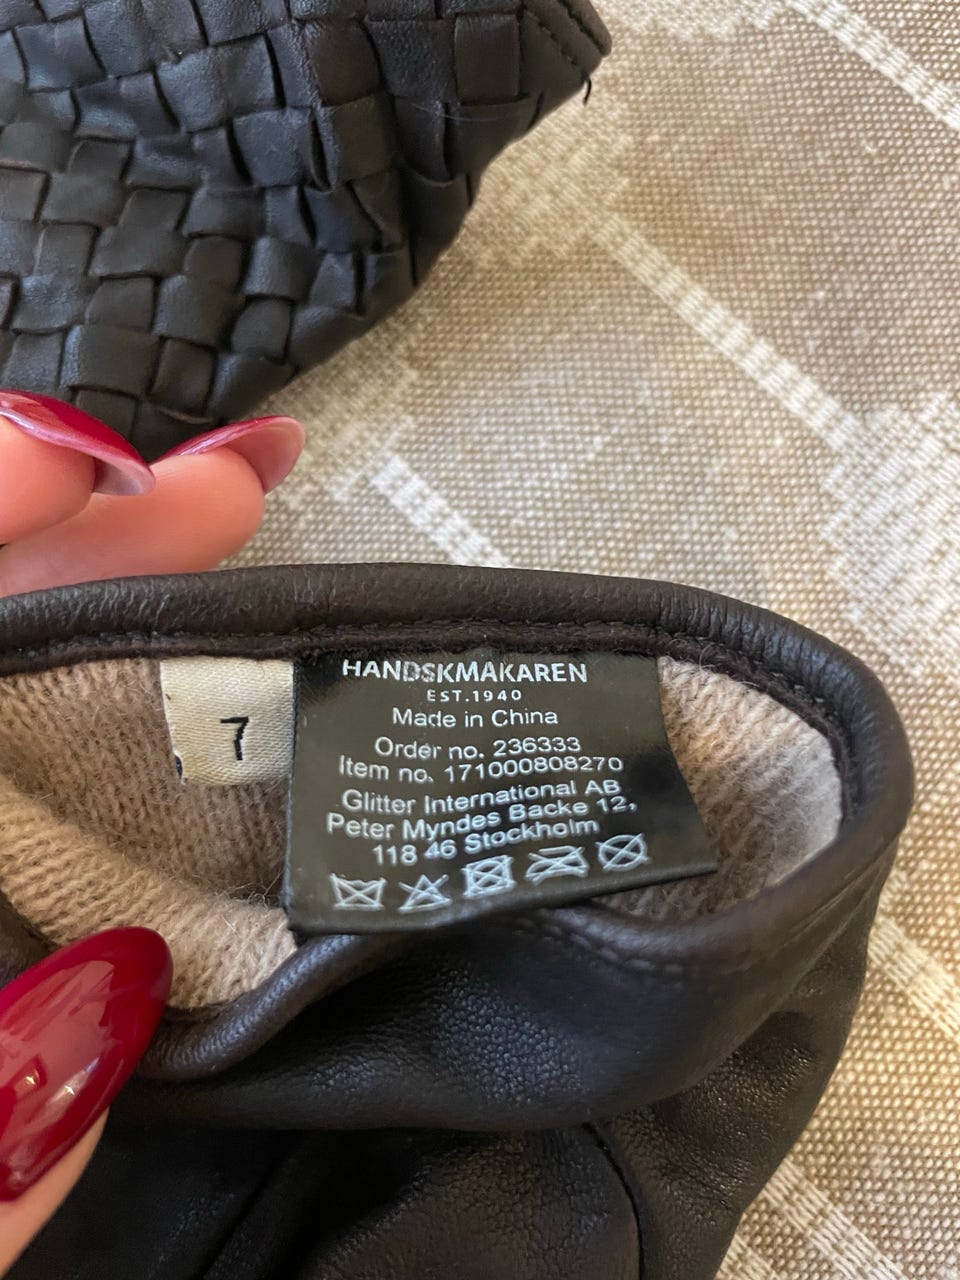 7
HANDSKMAKAREN
EST.1940
Made in China
Order no. 236333
Item no. 171000808270
Glitter International AB
Peter Myndes Backe 12,
118 46 Stockholm